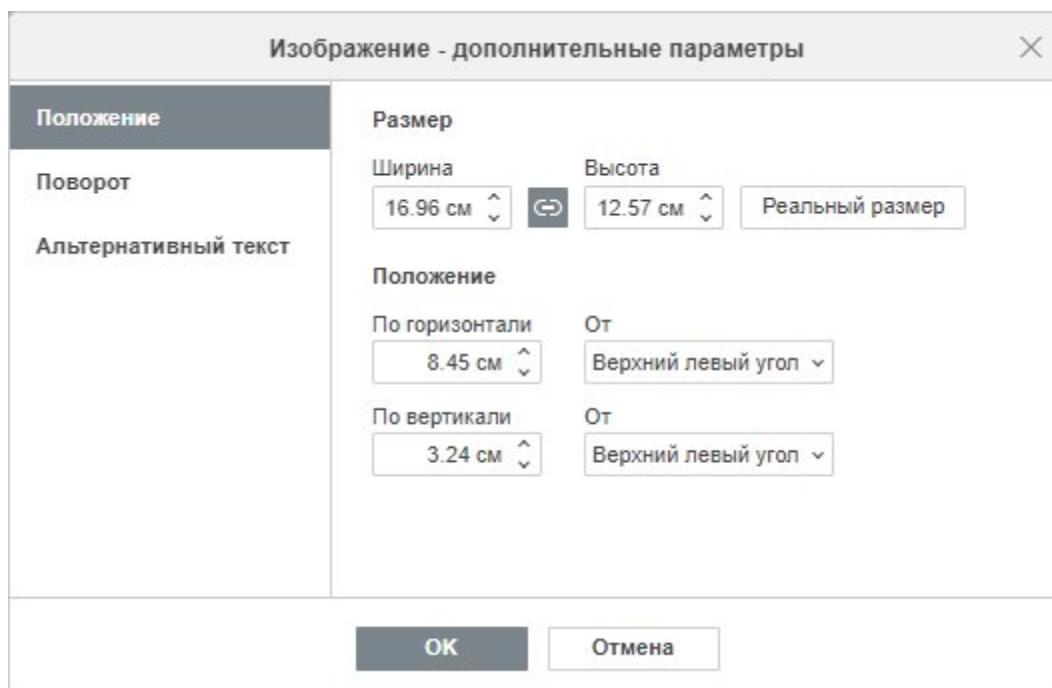 Изображение - дополнительные параметры
Положение
Поворот
Альтернативный текст
Размер
Ширина Высота
16.96 см 12.57 см Реальный размер
Положение
По горизонтали От
8.45 см Верхний левый угол
По вертикали От
3.24 см Верхний левый угол
OK Отмена